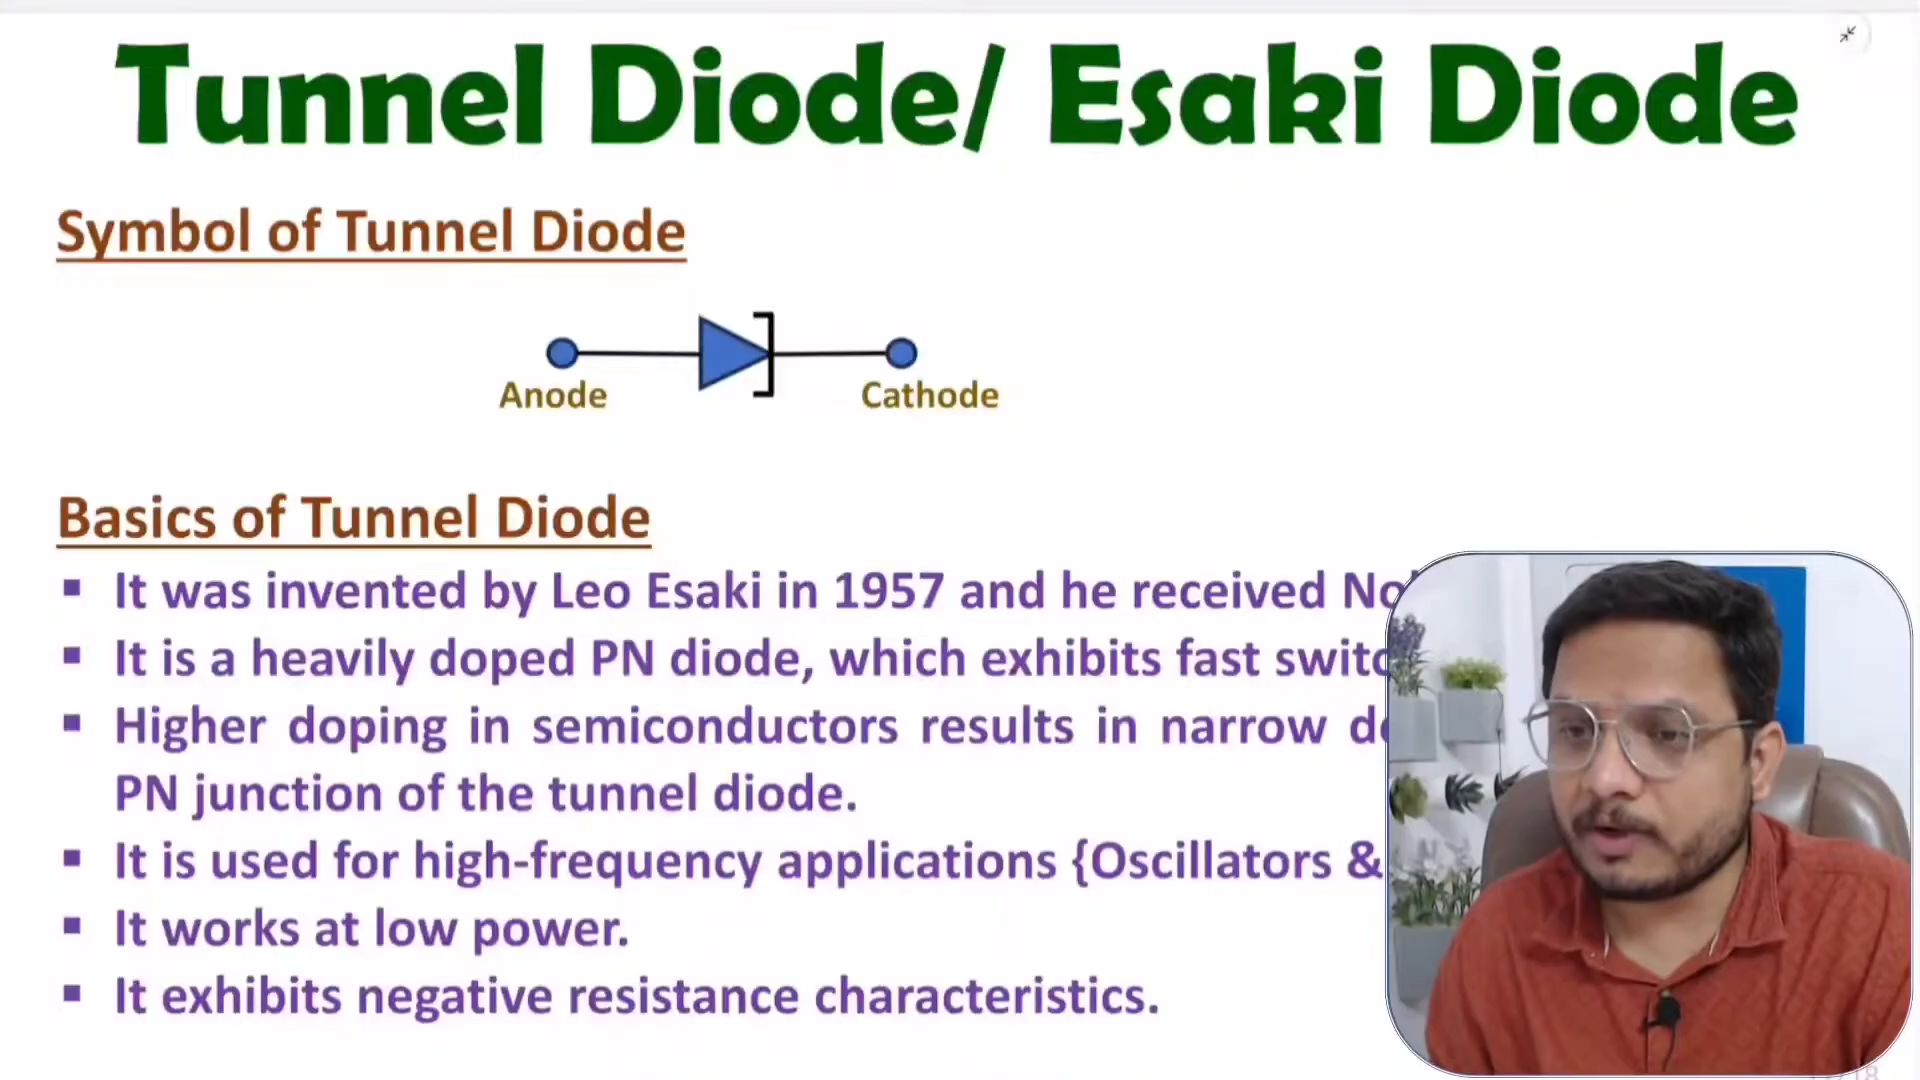 Tunnel Diode/ Esaki Diode
Symbol of Tunnel Diode
Anode
Cathode
Basics of Tunnel Diode
▪ It was invented by Leo Esaki in 1957 and he received
▪ It is a heavily doped PN diode, which exhibits fast
▪ Higher doping in semiconductors results in narrow
PN junction of the tunnel diode.
▪ It is used for high-frequency applications {Oscillators &
▪ It works at low power.
▪ It exhibits negative resistance characteristics.